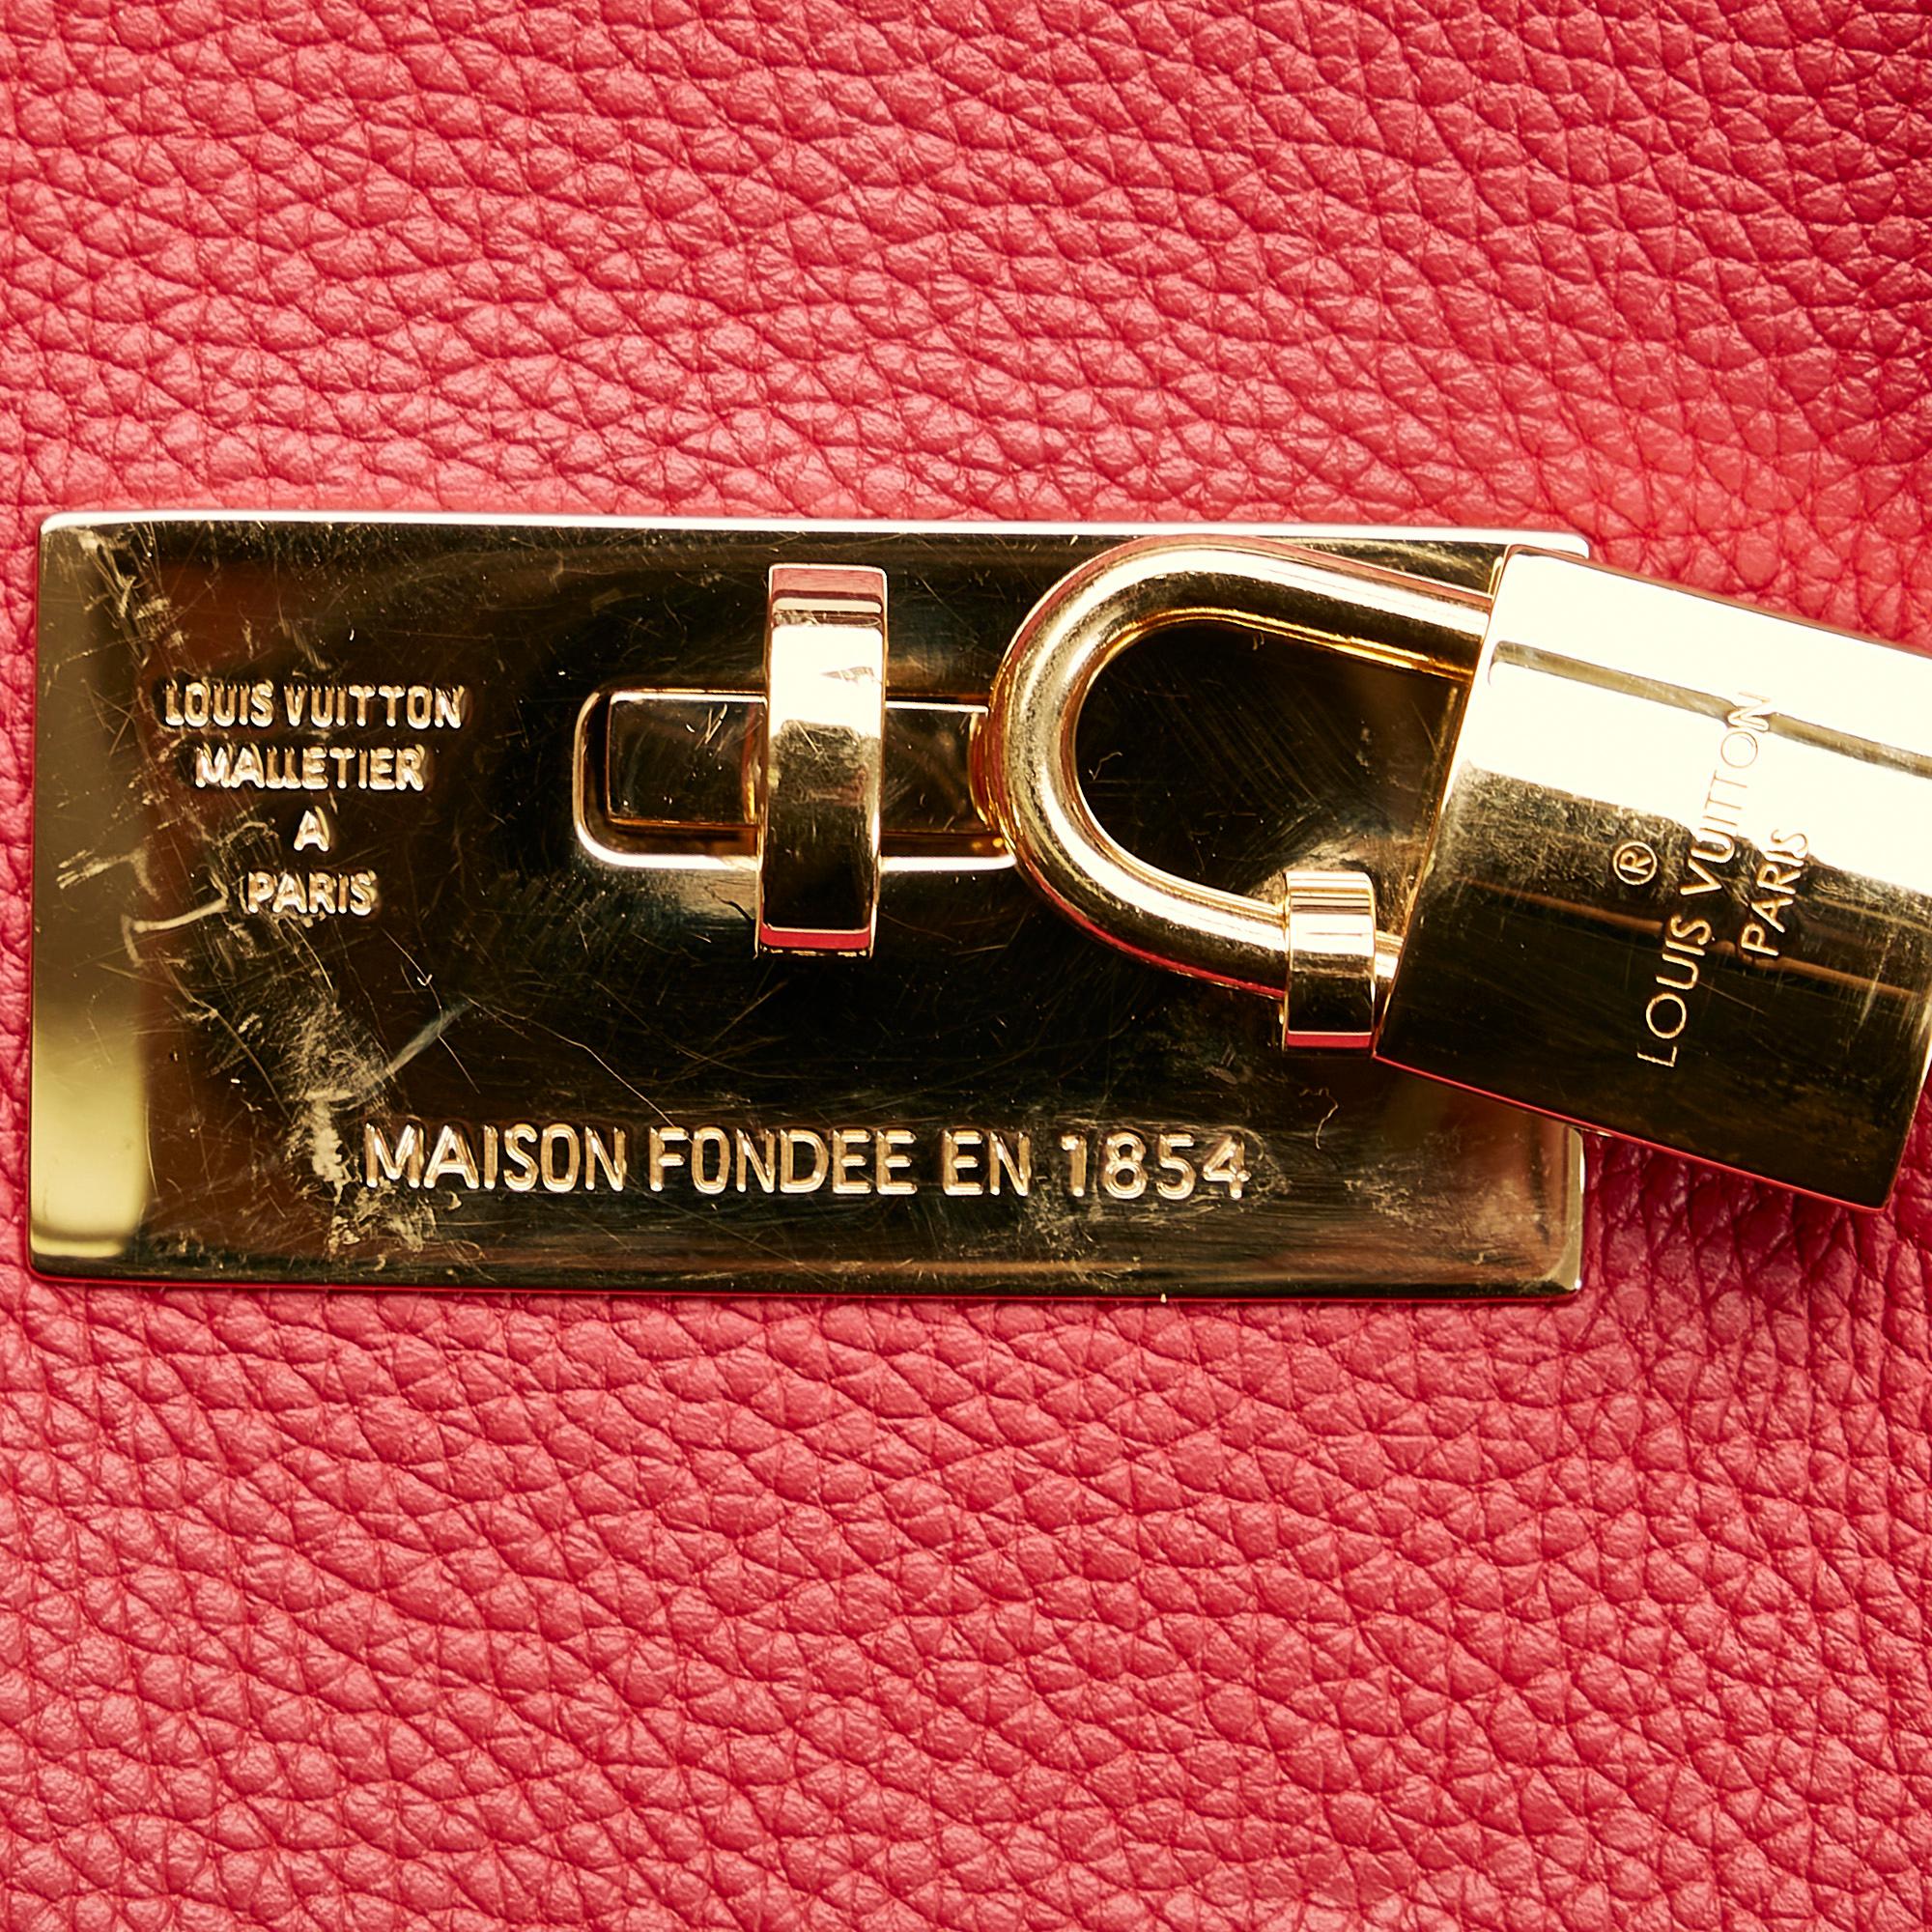 LOUIS VUITTON
MALLETIER
A
PARIS
MAISON FONDEE EN 1854
®
LOUIS VUITTON
PARIS